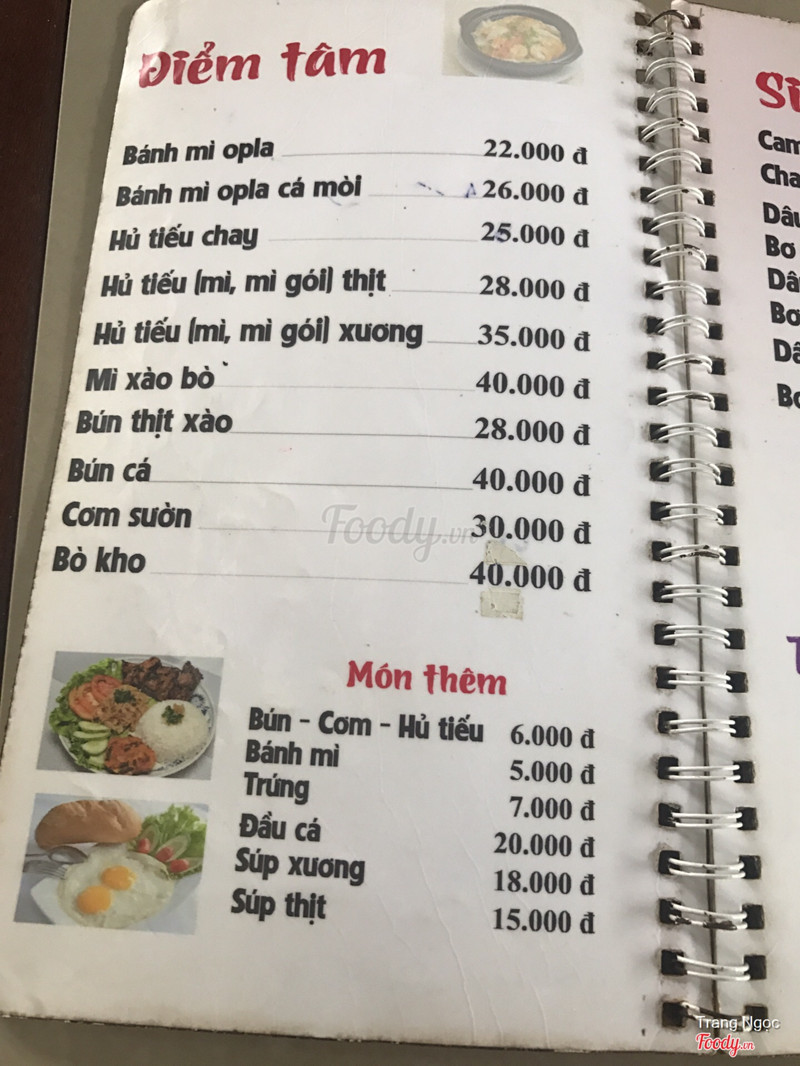 Điểm tâm
Bánh mì opla 22.000 đ
Bánh mì opla cá mòi 26.000 đ
Hủ tiếu chay 25.000 đ
Hủ tiếu (mì, mì gói) thịt 28.000 đ
Hủ tiếu (mì, mì gói) xương 35.000 đ
Mì xào bò 40.000 đ
Bún thịt xào 28.000 đ
Bún cá 40.000 đ
Cơm sườn 30.000 đ
Bò kho 40.000 đ
Foody.vn
Món thêm
Bún - Cơm - Hủ tiếu 6.000 đ
Bánh mì 5.000 đ
Trứng 7.000 đ
Đầu cá 20.000 đ
Súp xương 18.000 đ
Súp thịt 15.000 đ
Dâu
Bơ
Trang Ngọc
Foody.vn